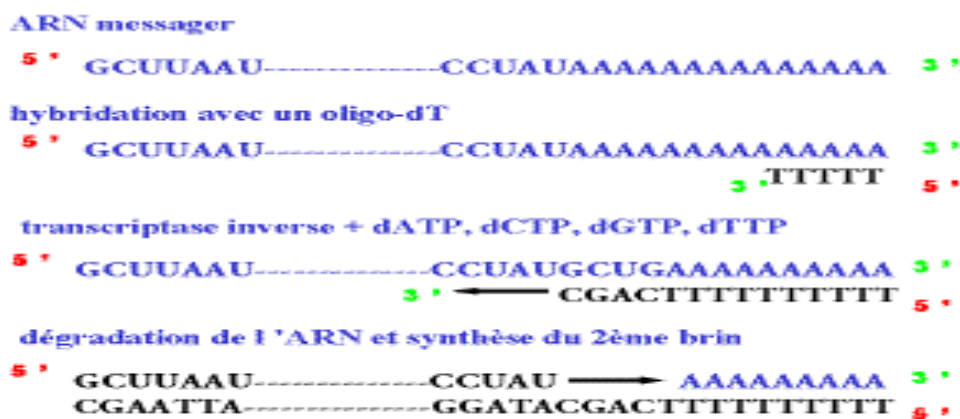 ARN messager
5' GCUUAAU--------------CCUAUAAAAAAAAAAAAAA 3'
hybridation avec un oligo-dT
5' GCUUAAU--------------CCUAUAAAAAAAAAAAAAA 3'
3' TTTTT 5'
transcriptase inverse + dATP, dCTP, dGTP, dTTP
5' GCUUAAU--------------CCUAUGCUGAAAAAAAAAA 3'
3' CGACTTTTTTTTTTT 5'
dégradation de l'ARN et synthèse du 2ème brin
5' GCUUAAU--------------CCUAU AAAAAAAAA 3'
CGAATTA--------------GGATACGACTTTTTTTTTTT 5'